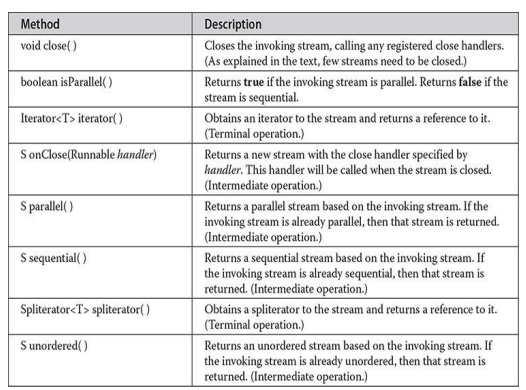 Method Description
void close( ) Closes the invoking stream, calling any registered close handlers.
(As explained in the text, few streams need to be closed.)
boolean isParallel( ) Returns true if the invoking stream is parallel. Returns false if the
stream is sequential.
Iterator<T> iterator( ) Obtains an iterator to the stream and returns a reference to it.
(Terminal operation.)
S onClose(Runnable handler) Returns a new stream with the close handler specified by
handler. This handler will be called when the stream is closed.
(Intermediate operation.)
S parallel( ) Returns a parallel stream based on the invoking stream. If the
invoking stream is already parallel, then that stream is returned.
(Intermediate operation.)
S sequential( ) Returns a sequential stream based on the invoking stream. If
the invoking stream is already sequential, then that stream is
returned. (Intermediate operation.)
Spliterator<T> spliterator( ) Obtains a spliterator to the stream and returns a reference to it.
(Terminal operation.)
S unordered( ) Returns an unordered stream based on the invoking stream. If
the invoking stream is already unordered, then that stream is
returned. (Intermediate operation.)